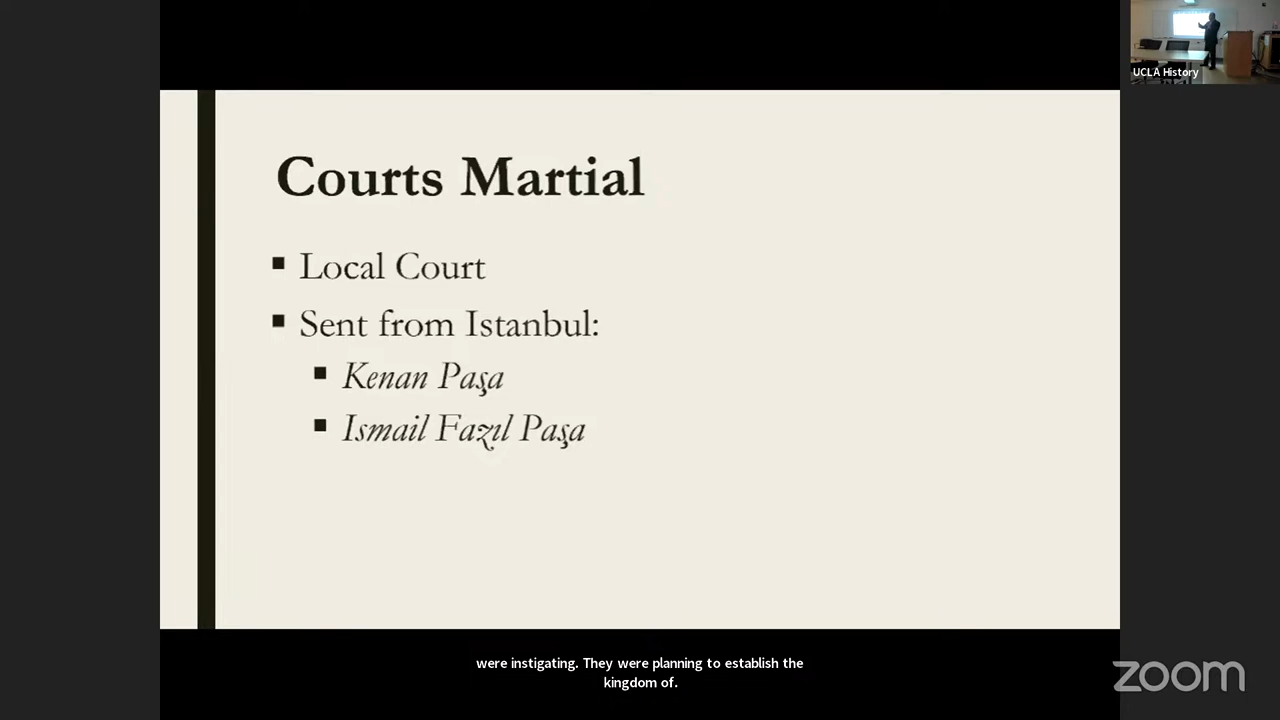 UCLA History
Courts Martial
▪ Local Court
▪ Sent from Istanbul:
▪ Kenan Paşa
▪ Ismail Fazıl Paşa
were instigating. They were planning to establish the
kingdom of.
zoom